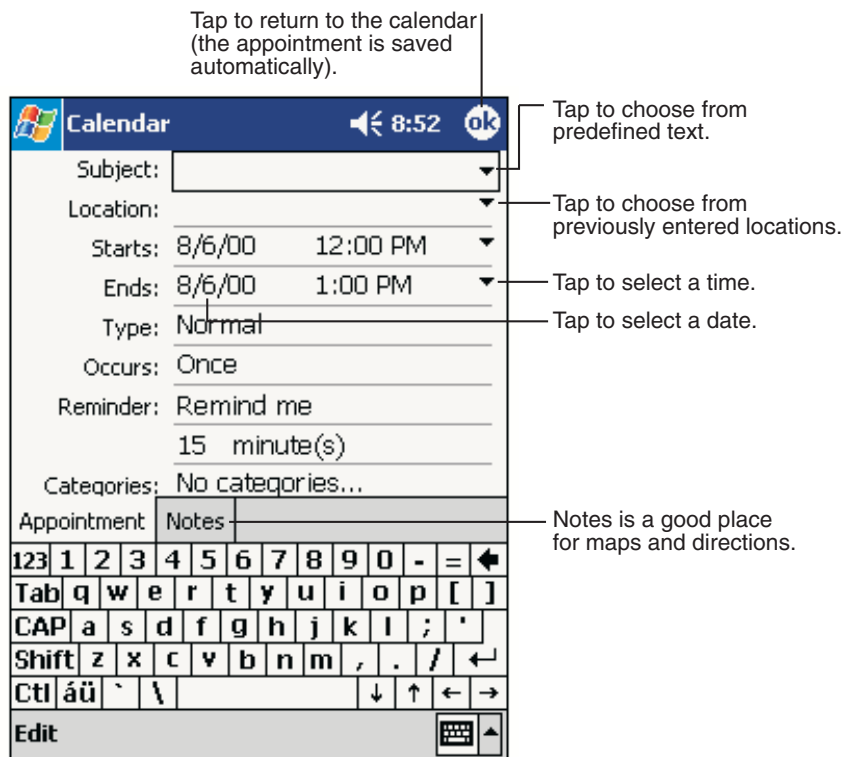 Tap to return to the calendar
(the appointment is saved
automatically).
Calendar 8:52 ok
Tap to choose from
predefined text.
Subject:
Location:
Tap to choose from
previously entered locations.
Starts: 8/6/00 12:00 PM
Ends: 8/6/00 1:00 PM
Tap to select a time.
Type: Normal
Tap to select a date.
Occurs: Once
Reminder: Remind me
15 minute(s)
Categories: No categories...
Appointment Notes
Notes is a good place
for maps and directions.
123 1 2 3 4 5 6 7 8 9 0 - =
Tab q w e r t y u i o p [ ]
CAP a s d f g h j k l ; '
Shift z x c v b n m , . /
Ctl áü ` \
Edit